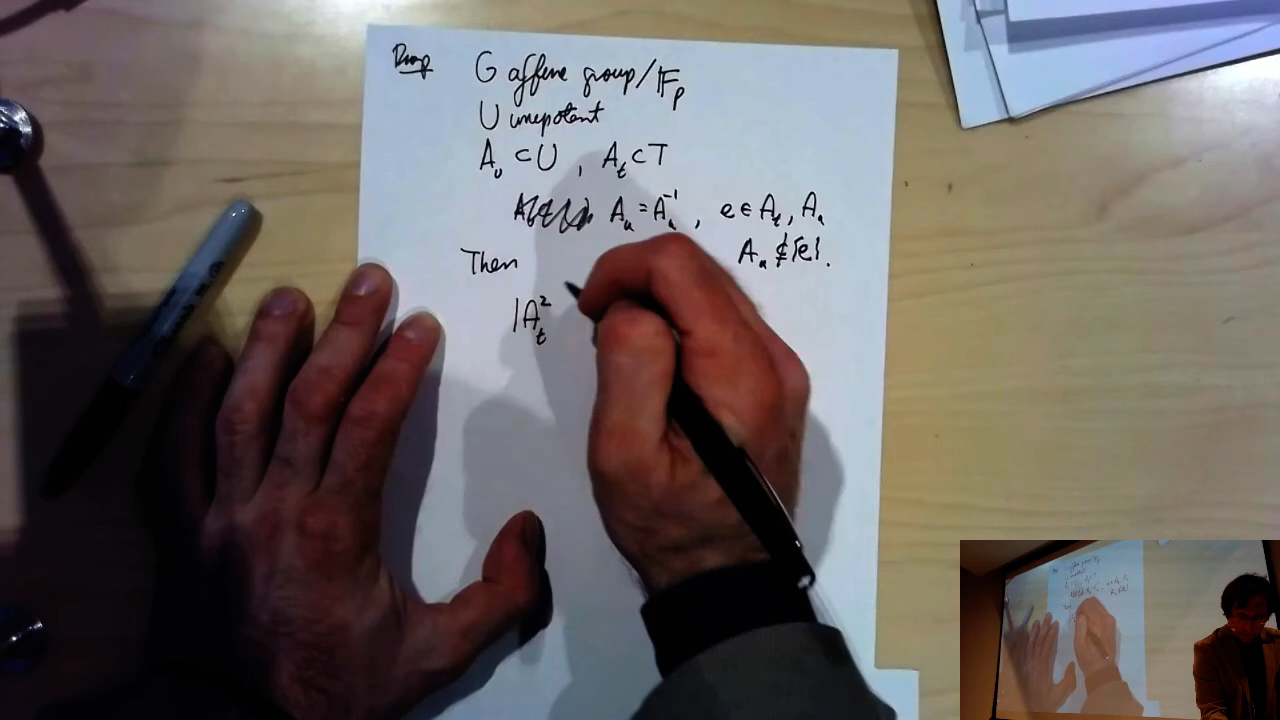 Prop G affine group/𝔽_p
U unipotent
A_u ⊂ U , A_t ⊂ T
A_u = A_u^{-1} , e ∈ A_t, A_u
A_u ⊄ {e}.
Then
|A_t^2